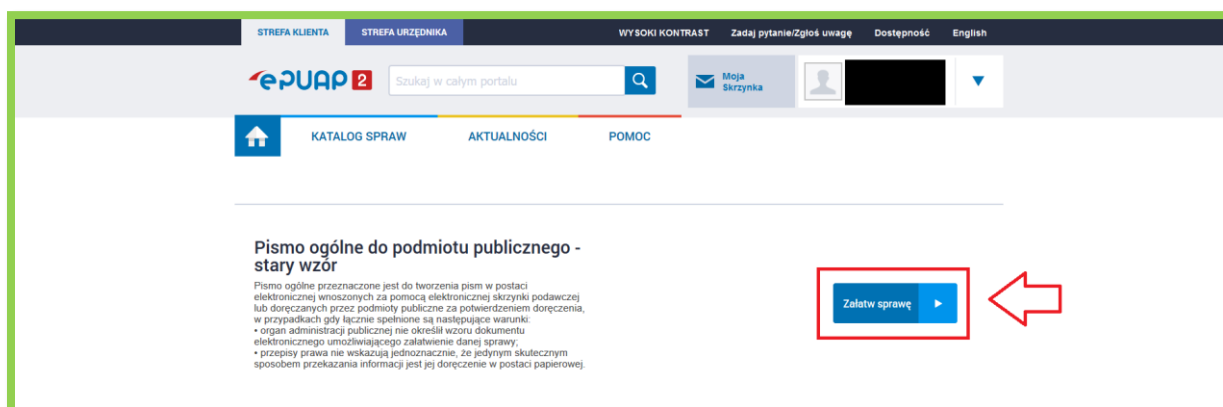 STREFA KLIENTA STREFA URZĘDNIKA WYSOKI KONTRAST Zadaj pytanie/Zgłoś uwagę Dostępność English
ePUAP 2 Szukaj w całym portalu Moja
Skrzynka
KATALOG SPRAW AKTUALNOŚCI POMOC
Pismo ogólne do podmiotu publicznego -
stary wzór
Pismo ogólne przeznaczone jest do tworzenia pism w postaci
elektronicznej wnoszonych za pomocą elektronicznej skrzynki podawczej
lub doręczanych przez podmioty publiczne za potwierdzeniem doręczenia,
w przypadkach gdy łącznie spełnione są następujące warunki:
• organ administracji publicznej nie określił wzoru dokumentu
elektronicznego umożliwiającego załatwienie danej sprawy;
• przepisy prawa nie wskazują jednoznacznie, że jedynym skutecznym
sposobem przekazania informacji jest jej doręczenie w postaci papierowej.
Załatw sprawę